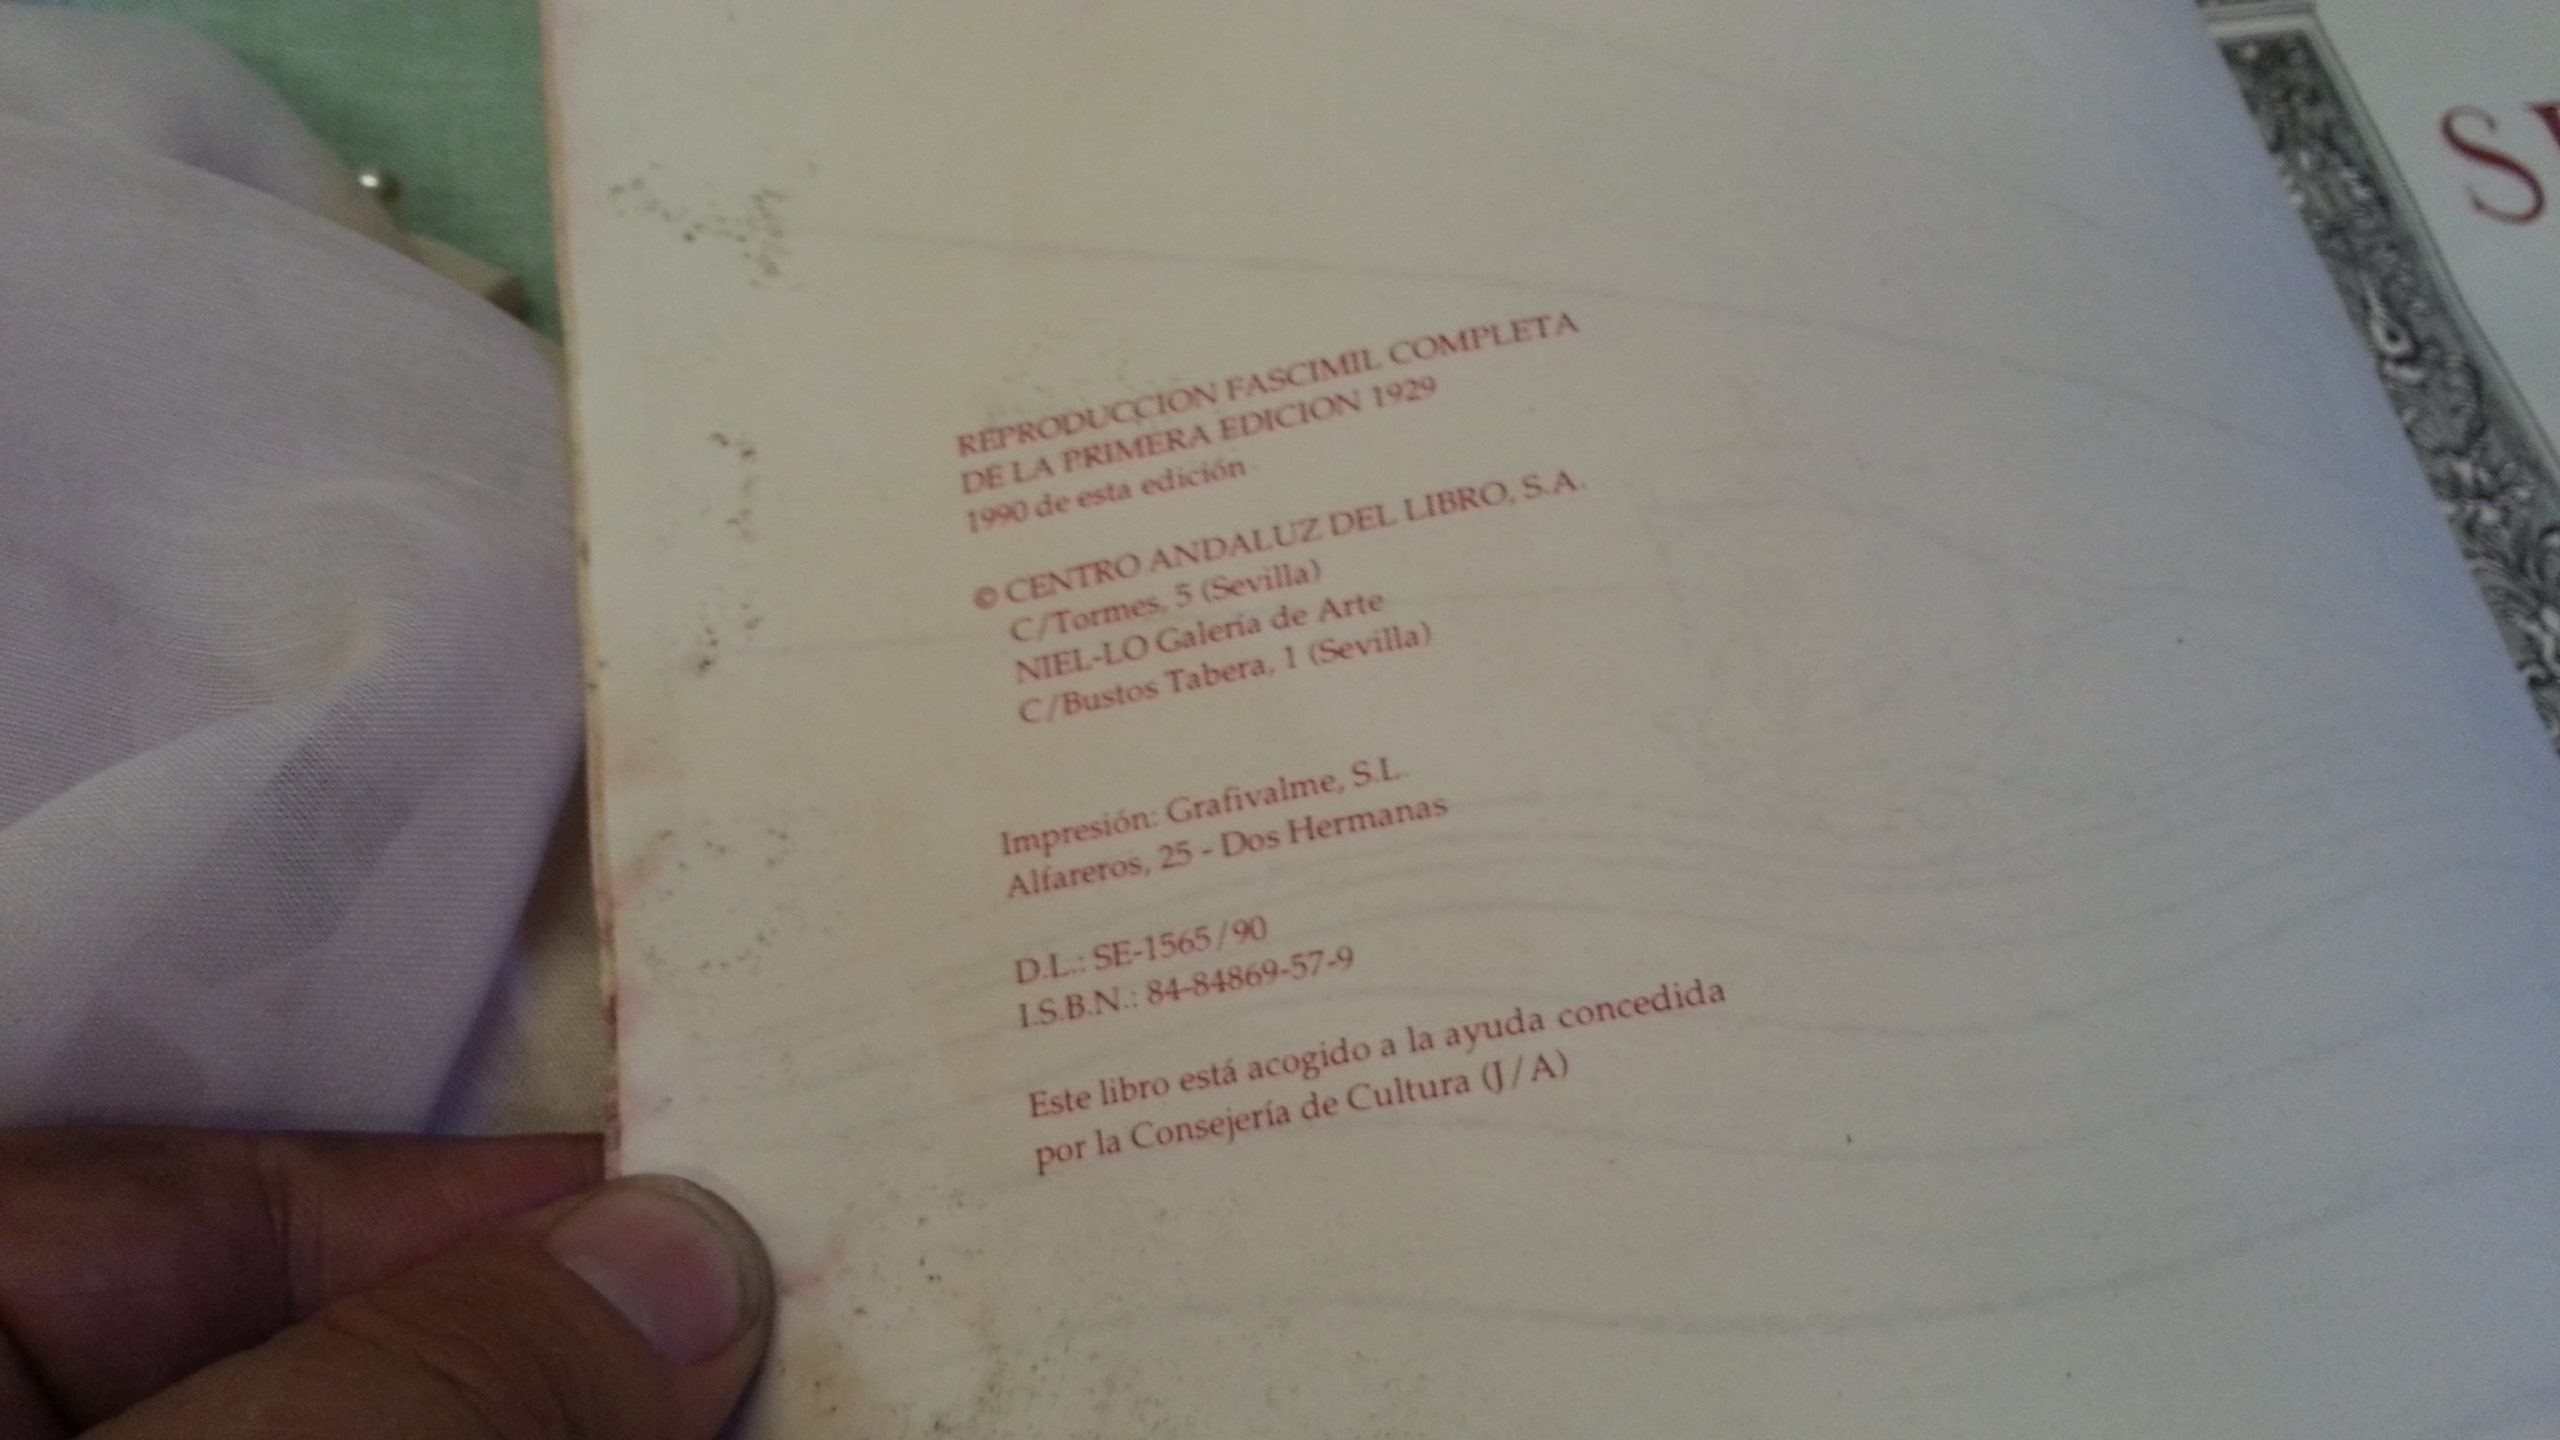 REPRODUCCION FASCIMIL COMPLETA
DE LA PRIMERA EDICION 1929
1990 de esta edición
© CENTRO ANDALUZ DEL LIBRO, S.A.
C/Tormes, 5 (Sevilla)
NIEL-LO Galería de Arte
C/Bustos Tabera, 1 (Sevilla)
Impresión: Grafivalme, S.L.
Alfareros, 25 - Dos Hermanas
D.L.: SE-1565/90
I.S.B.N.: 84-84869-57-9
Este libro está acogido a la ayuda concedida
por la Consejería de Cultura (J/A)